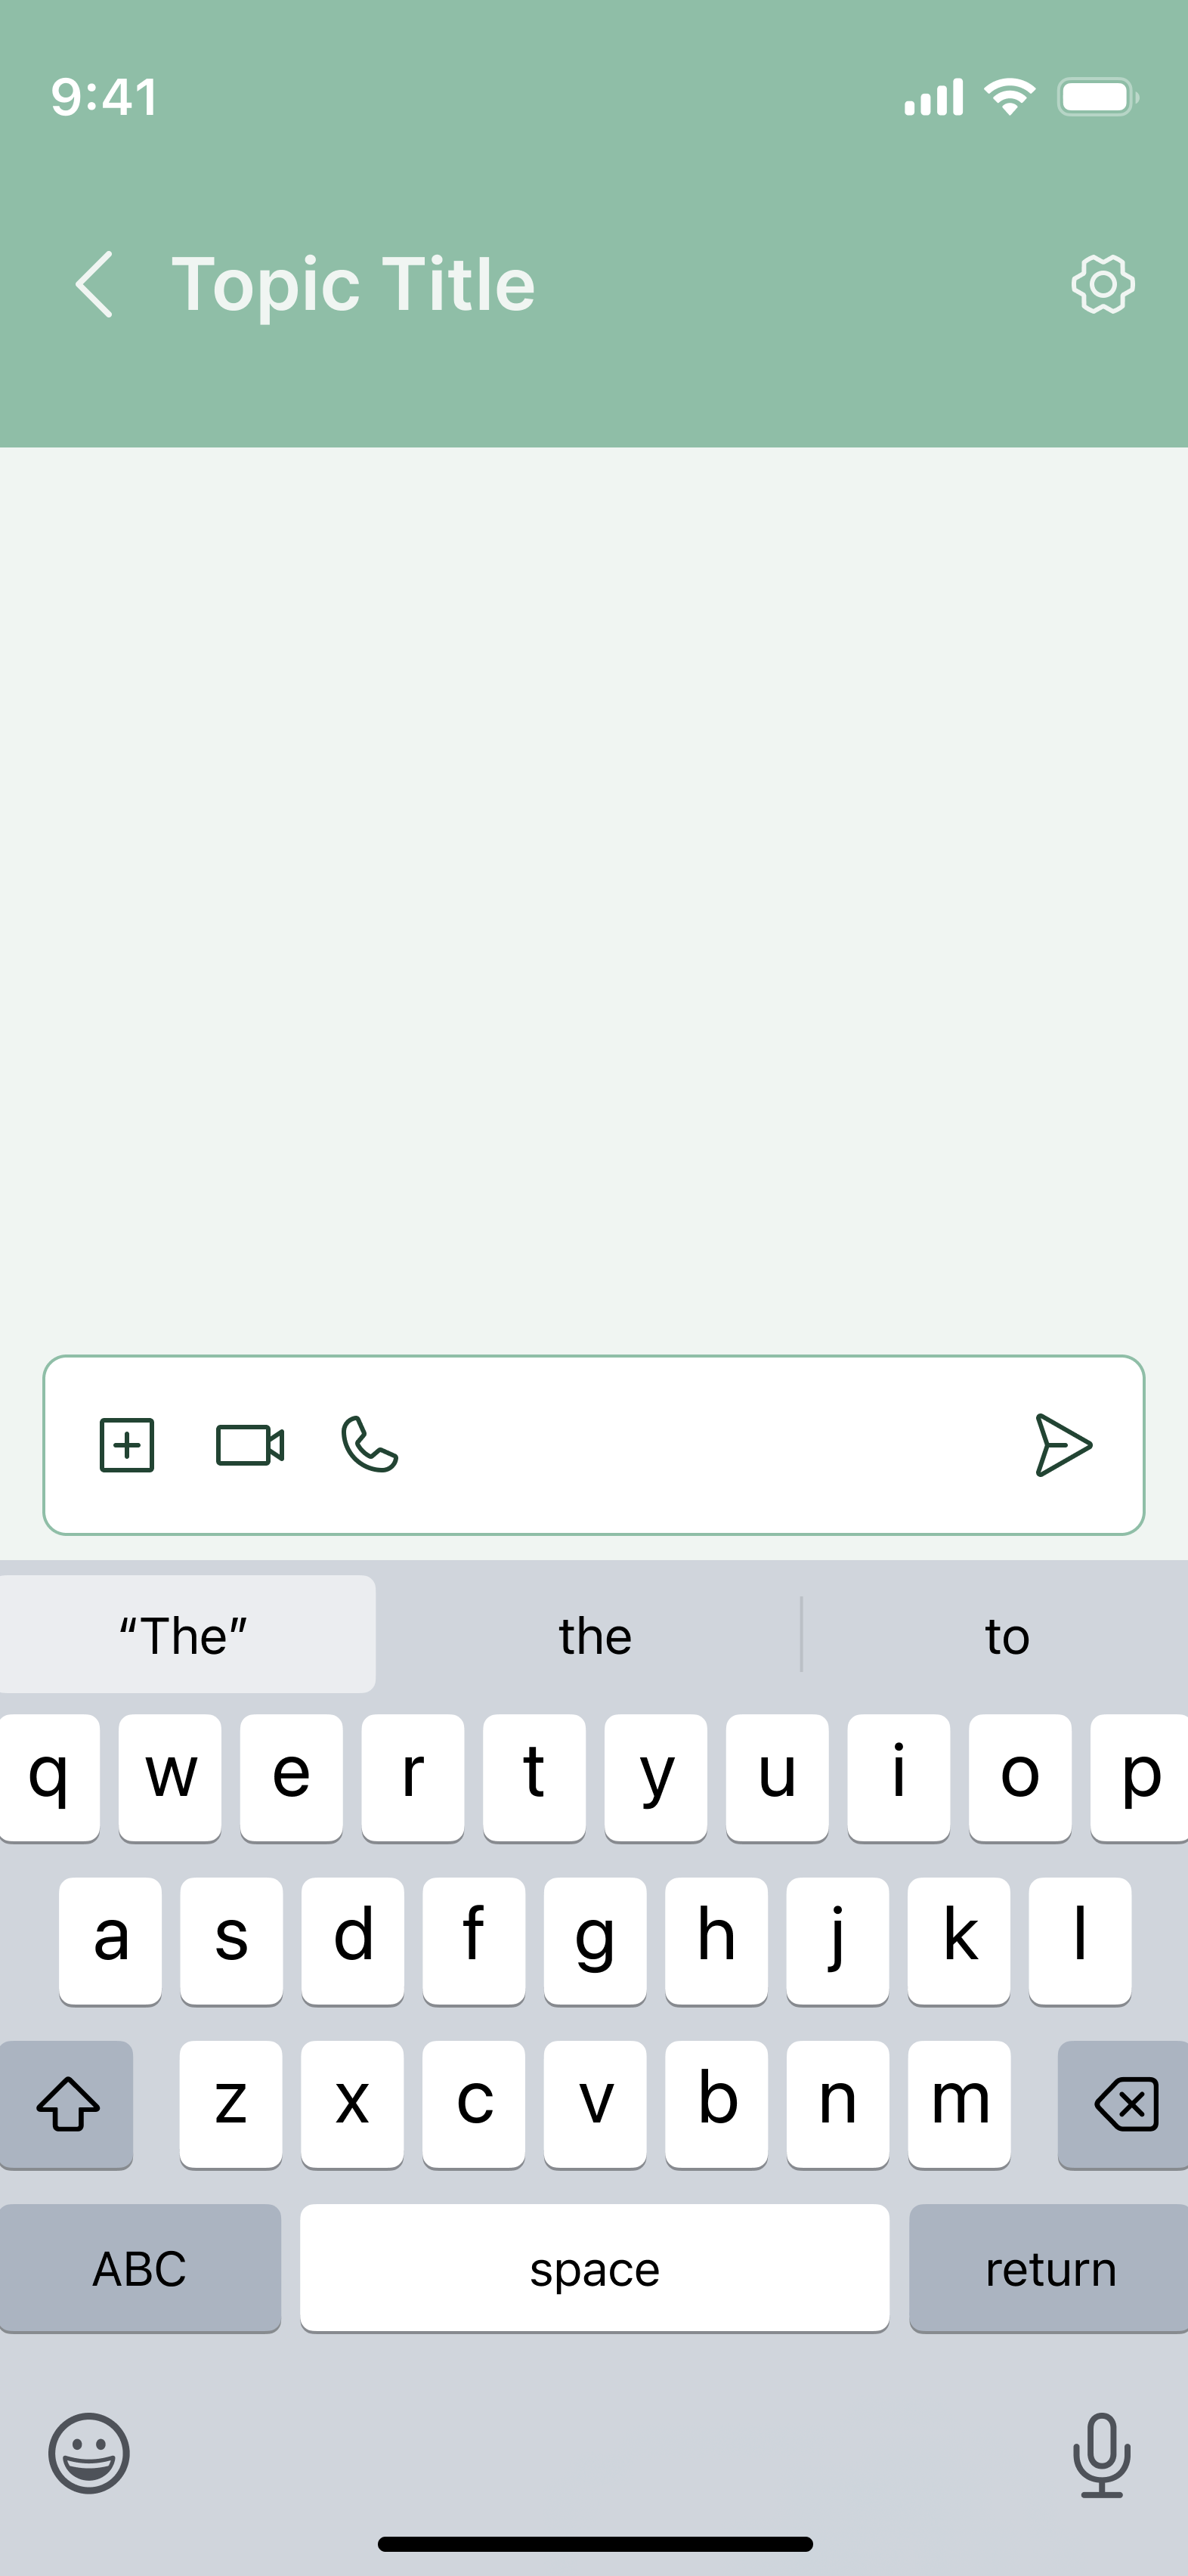 9:41
Topic Title
“The” the to
q w e r t y u i o p
a s d f g h j k l
z x c v b n m
ABC space return